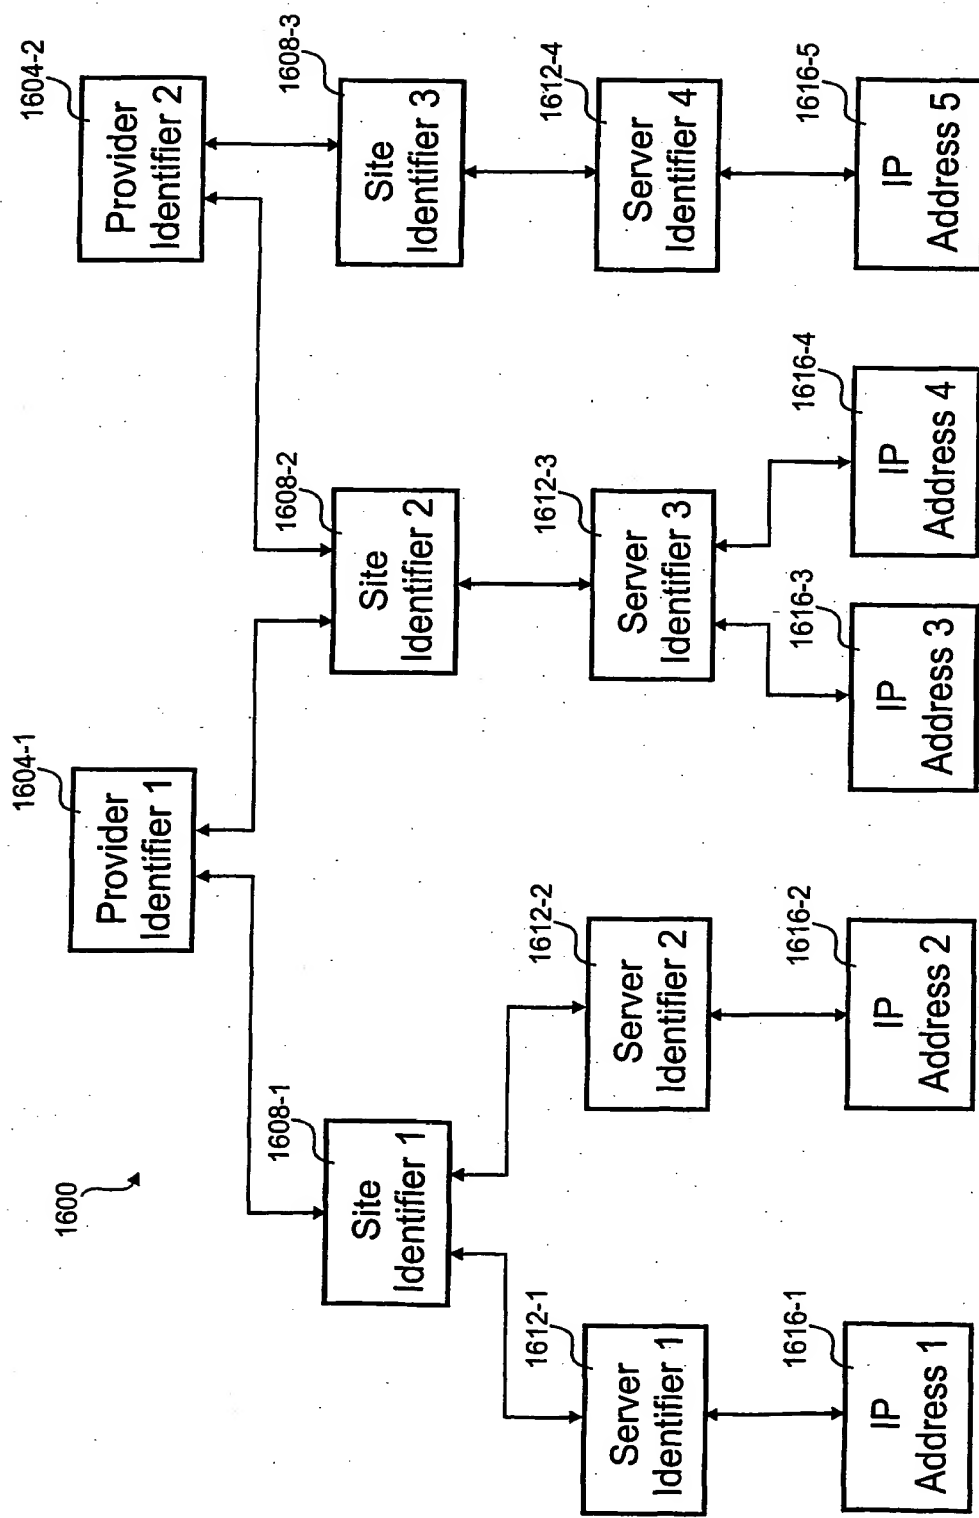 1600
1604-1
Provider
Identifier 1
1604-2
Provider
Identifier 2
1608-1
Site
Identifier 1
1608-2
Site
Identifier 2
1608-3
Site
Identifier 3
1612-1
Server
Identifier 1
1612-2
Server
Identifier 2
1612-3
Server
Identifier 3
1612-4
Server
Identifier 4
1616-1
IP
Address 1
1616-2
IP
Address 2
1616-3
IP
Address 3
1616-4
IP
Address 4
1616-5
IP
Address 5